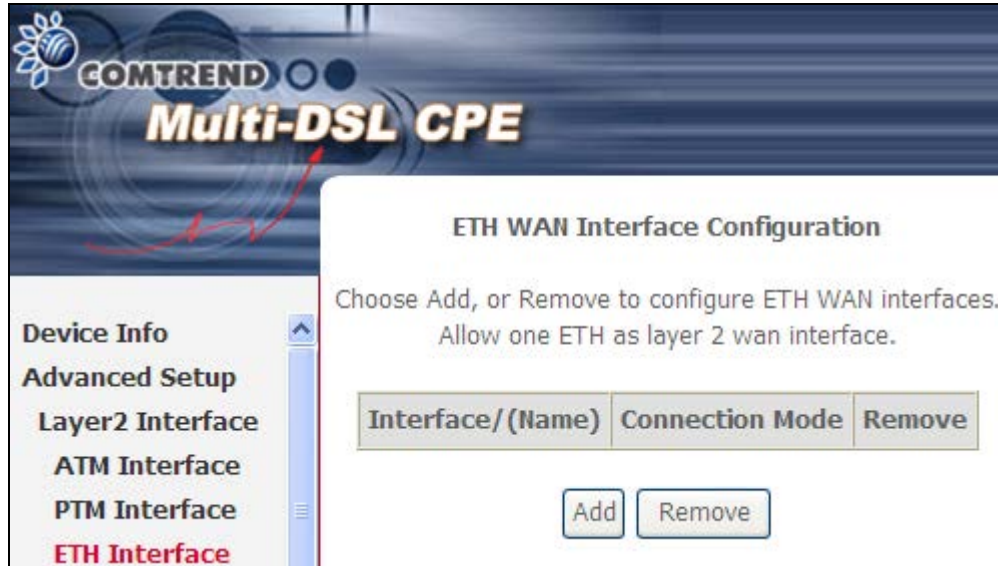 COMTREND
Multi-DSL CPE
Device Info
Advanced Setup
Layer2 Interface
ATM Interface
PTM Interface
ETH Interface
ETH WAN Interface Configuration
Choose Add, or Remove to configure ETH WAN interfaces.
Allow one ETH as layer 2 wan interface.
Interface/(Name) Connection Mode Remove
Add Remove